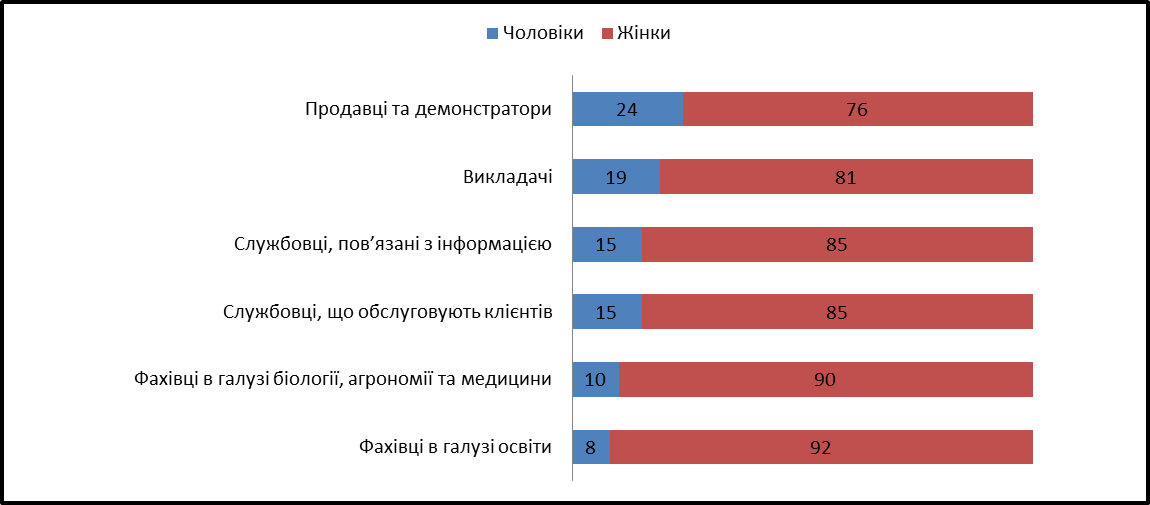 Чоловіки Жінки
Продавці та демонстратори 24 76
Викладачі 19 81
Службовці, пов’язані з інформацією 15 85
Службовці, що обслуговують клієнтів 15 85
Фахівці в галузі біології, агрономії та медицини 10 90
Фахівці в галузі освіти 8 92